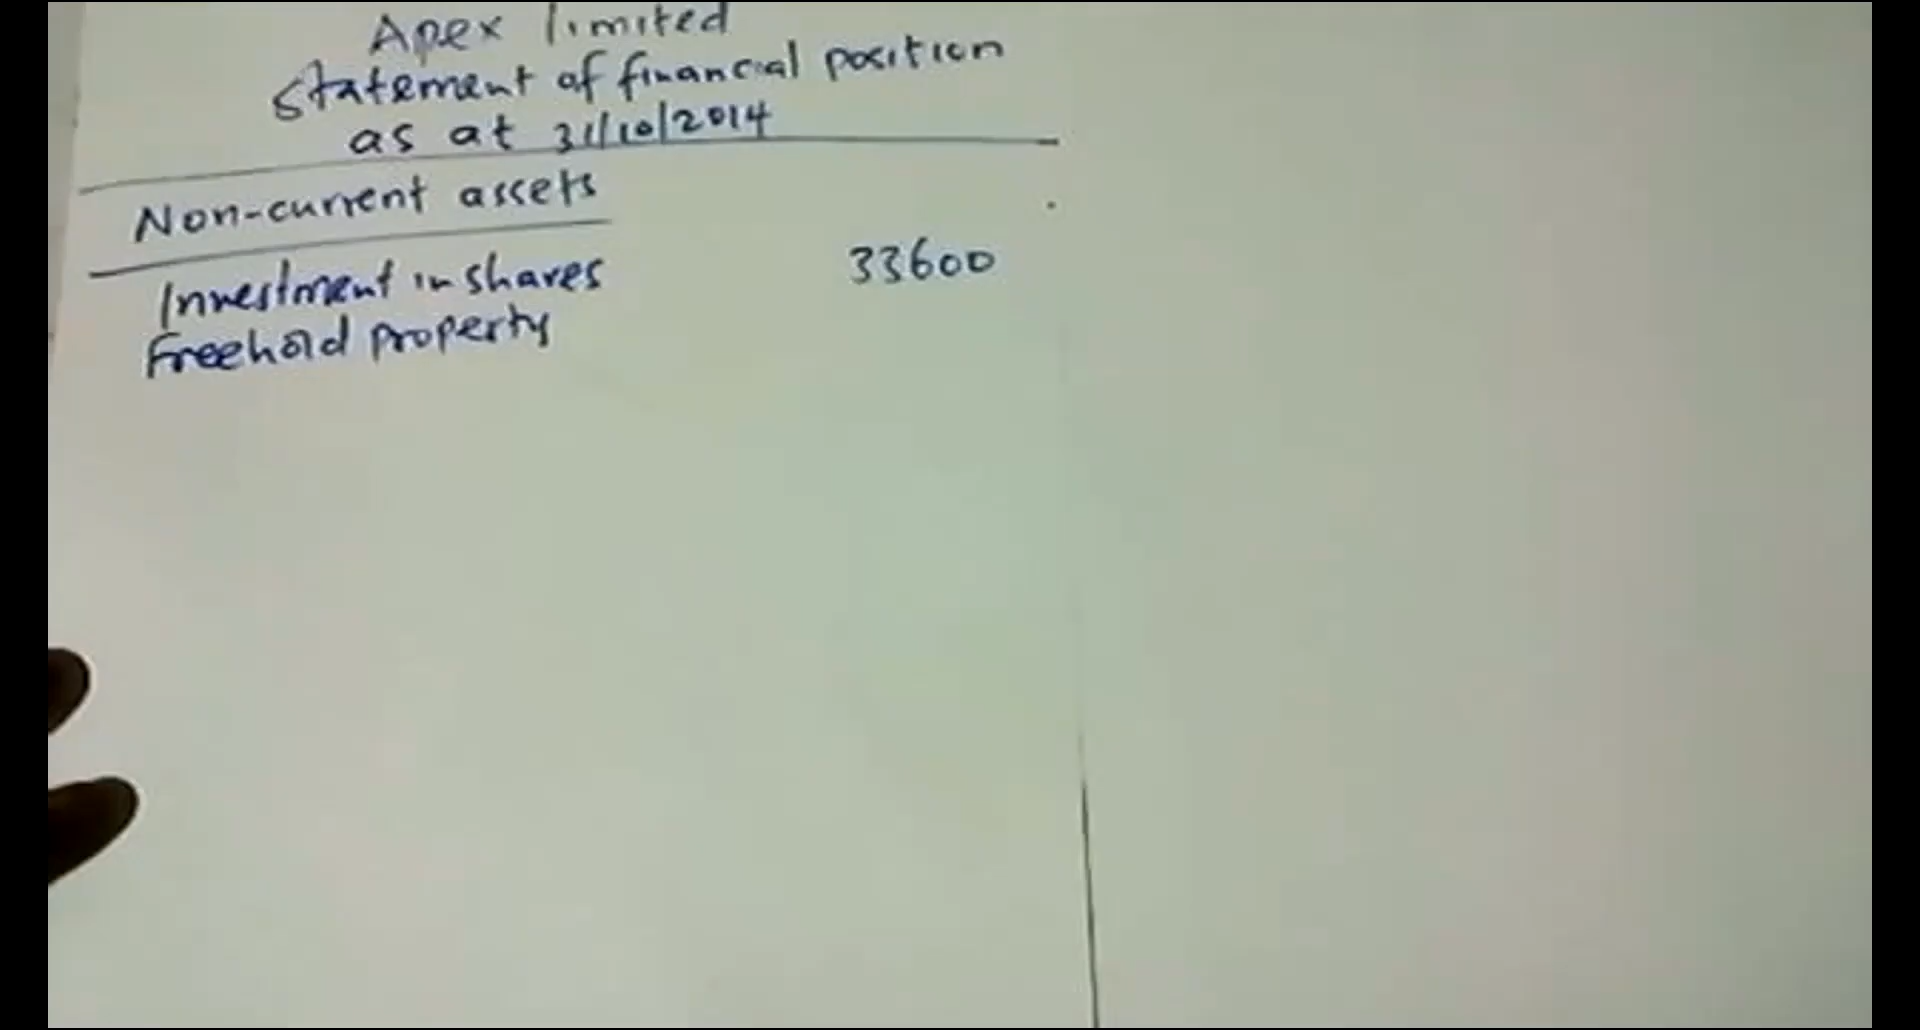 Apex limited
Statement of financial position
as at 31/10/2014
Non-current assets
Investment in shares 33600
Freehold property